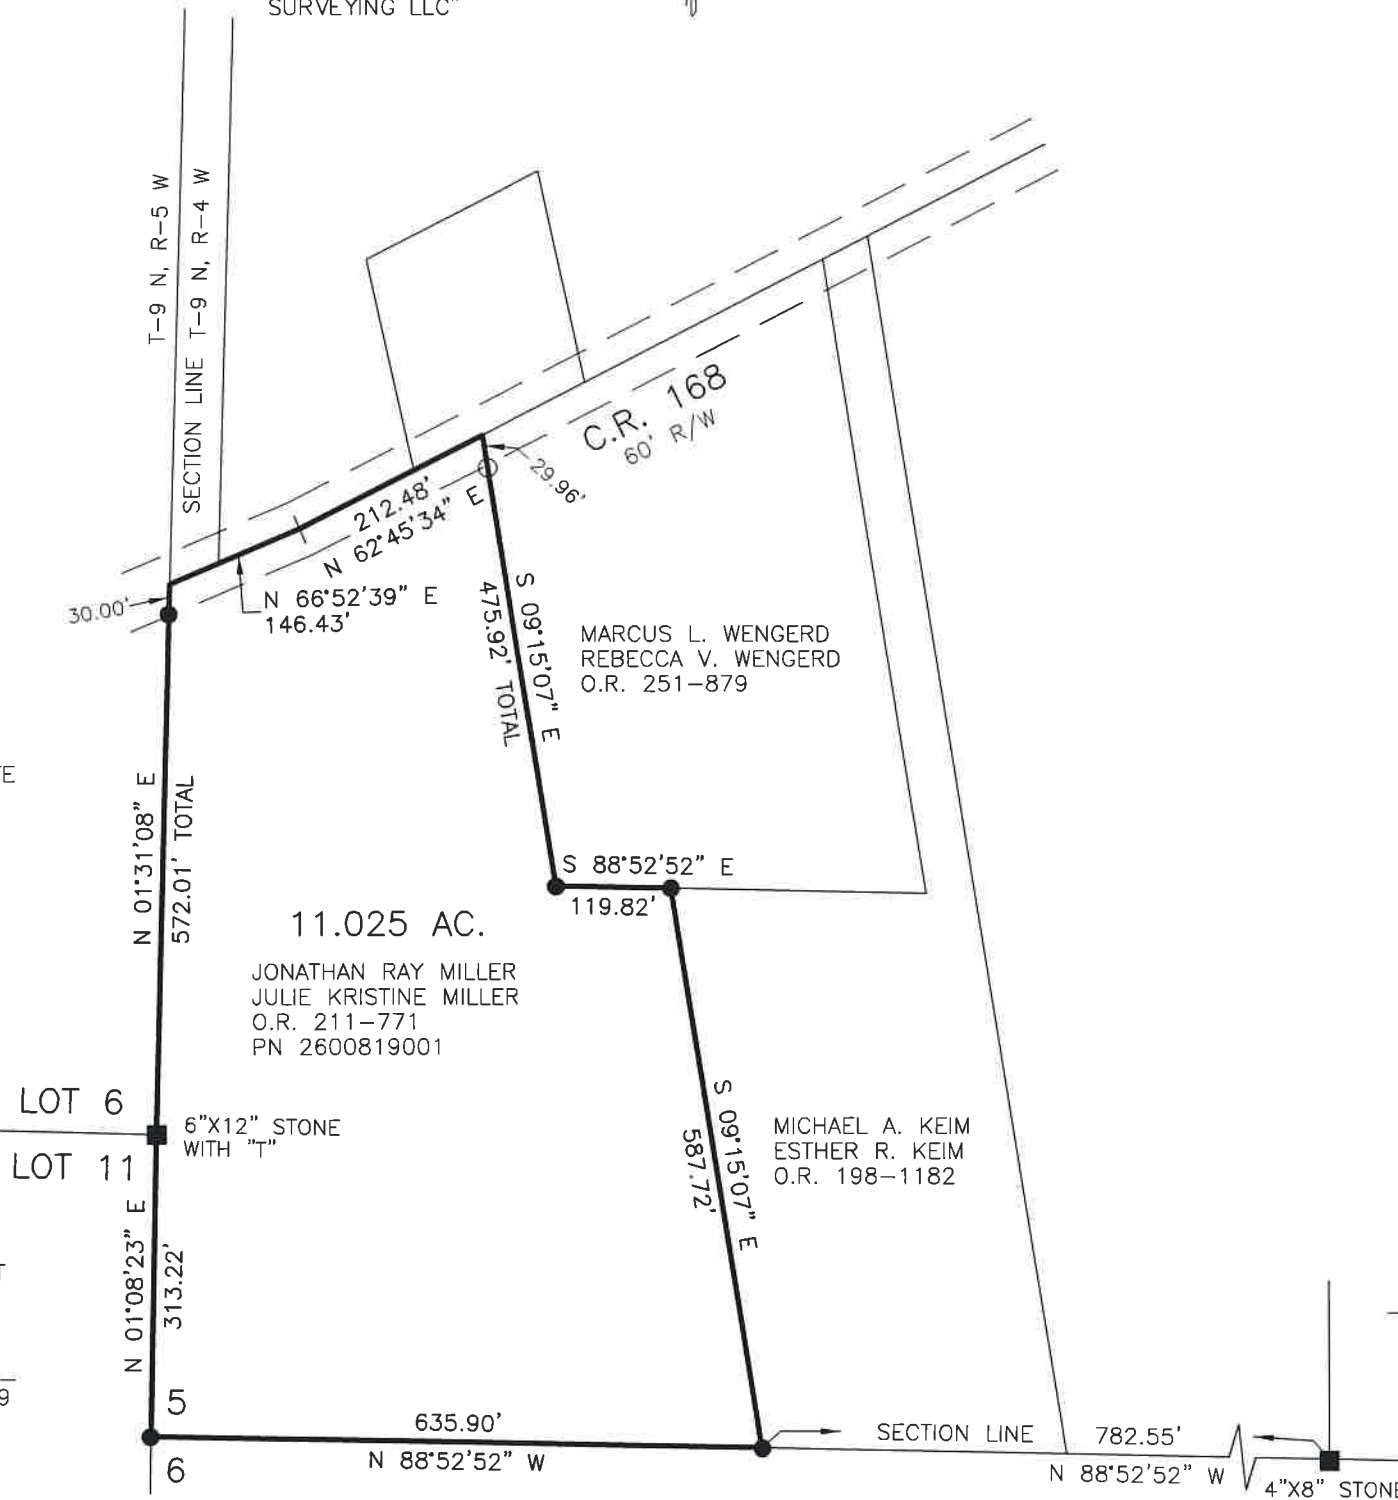 SURVEYING LLC"
T-9 N, R-5 W
SECTION LINE T-9 N, R-4 W
C.R. 168
60' R/W
29.96'
212.48'
N 62°45'34" E
N 66°52'39" E
146.43'
30.00'
S 09°15'07" E
475.92' TOTAL
MARCUS L. WENGERD
REBECCA V. WENGERD
O.R. 251-879
N 01°31'08" E
572.01' TOTAL
S 88°52'52" E
119.82'
11.025 AC.
JONATHAN RAY MILLER
JULIE KRISTINE MILLER
O.R. 211-771
PN 2600819001
LOT 6
6"X12" STONE
WITH "T"
LOT 11
S 09°15'07" E
587.72'
MICHAEL A. KEIM
ESTHER R. KEIM
O.R. 198-1182
N 01°08'23" E
313.22'
5
6
635.90'
N 88°52'52" W
SECTION LINE
782.55'
N 88°52'52" W
4"X8" STONE